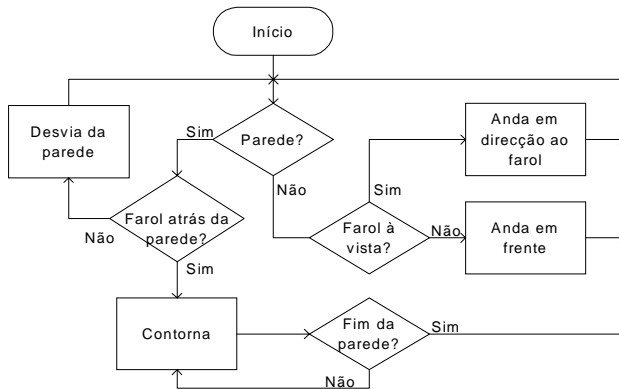 Início
Sim
Parede?
Não
Desvia da
parede
Farol atrás da
parede?
Não
Sim
Sim
Farol à
vista?
Não
Anda em
direcção ao
farol
Anda em
frente
Contorna
Fim da
parede?
Sim
Não